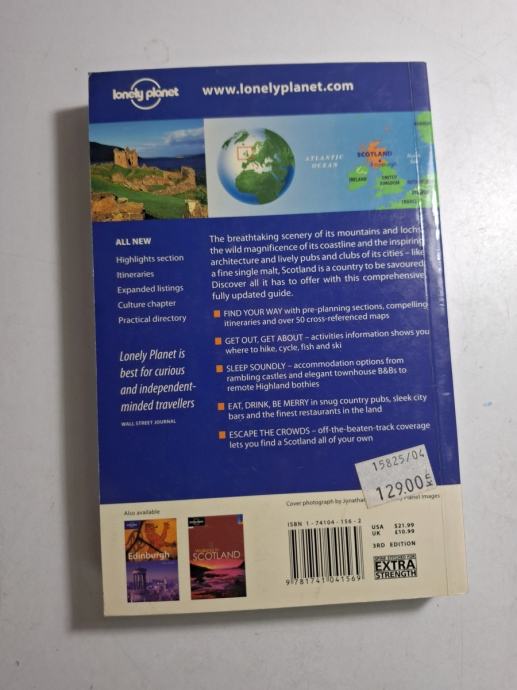 lonely planet
www.lonelyplanet.com
ATLANTIC
OCEAN
SCOTLAND
Edinburgh
IRELAND
UNITED
KINGDOM
North
ALL NEW
Highlights section
Itineraries
Expanded listings
Culture chapter
Practical directory
Lonely Planet is
best for curious
and independent-
minded travellers
WALL STREET JOURNAL
The breathtaking scenery of its mountains and lochs,
the wild magnificence of its coastline and the inspiring
architecture and lively pubs and clubs of its cities – like
a fine single malt, Scotland is a country to be savoured.
Discover all it has to offer with this comprehensive,
fully updated guide.
FIND YOUR WAY with pre-planning sections, compelling
itineraries and over 50 cross-referenced maps
GET OUT, GET ABOUT – activities information shows you
where to hike, cycle, fish and ski
SLEEP SOUNDLY – accommodation options from
rambling castles and elegant townhouse B&Bs to
remote Highland bothies
EAT, DRINK, BE MERRY in snug country pubs, sleek city
bars and the finest restaurants in the land
ESCAPE THE CROWDS – off-the-beaten-track coverage
lets you find a Scotland all of your own
15825/04
129.00 kn
Cover photograph by Jonathan Planet Images
Also available
Edinburgh
SCOTLAND
ISBN 1-74104-156-2
9 781741 041569
USA $21.99
UK £10.99
3RD EDITION
EXTRA
STRENGTH